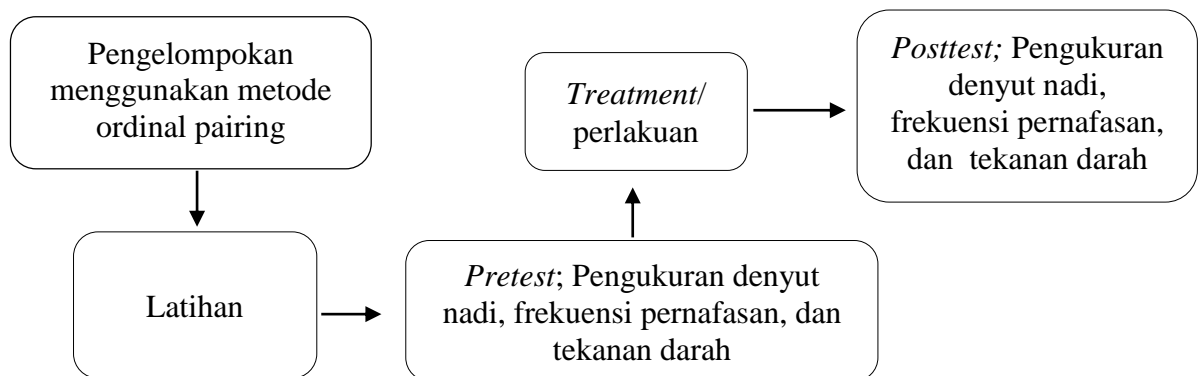 Pengelompokan
menggunakan metode
ordinal pairing
Latihan
Pretest; Pengukuran denyut
nadi, frekuensi pernafasan, dan
tekanan darah
Treatment/
perlakuan
Posttest; Pengukuran
denyut nadi,
frekuensi pernafasan,
dan tekanan darah